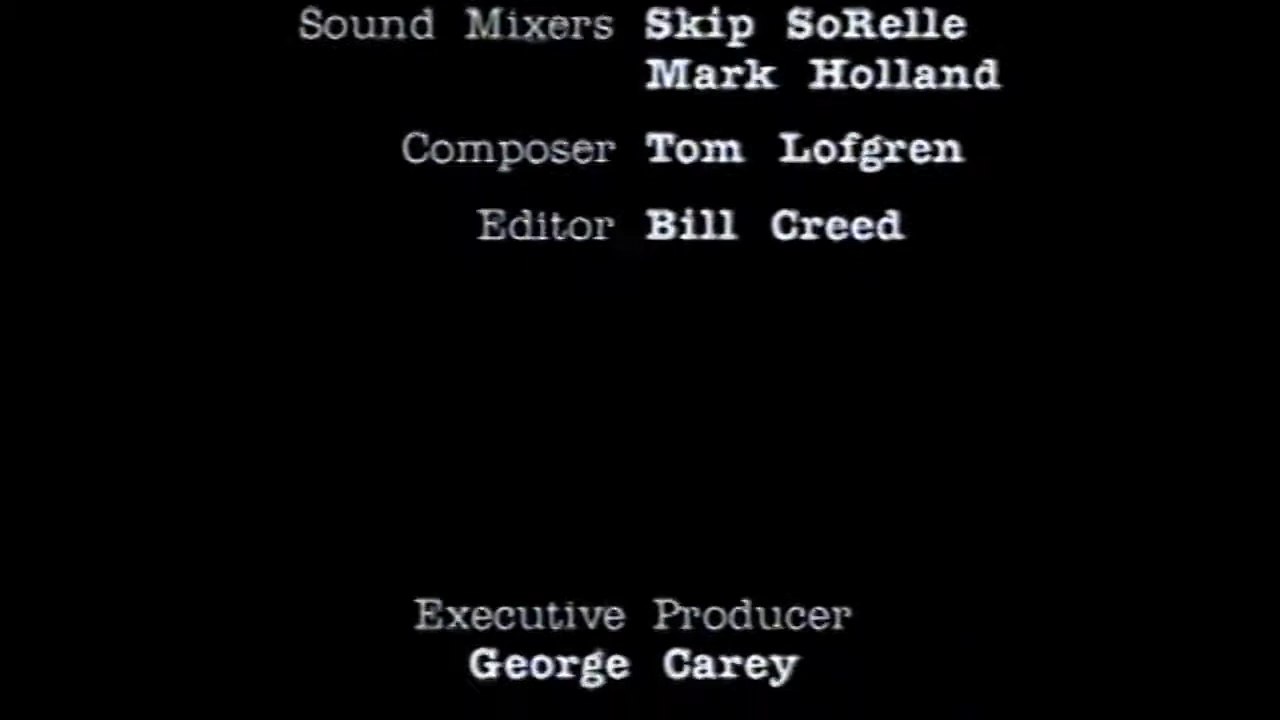 Sound Mixers Skip SoRelle
Mark Holland
Composer Tom Lofgren
Editor Bill Creed
Executive Producer
George Carey